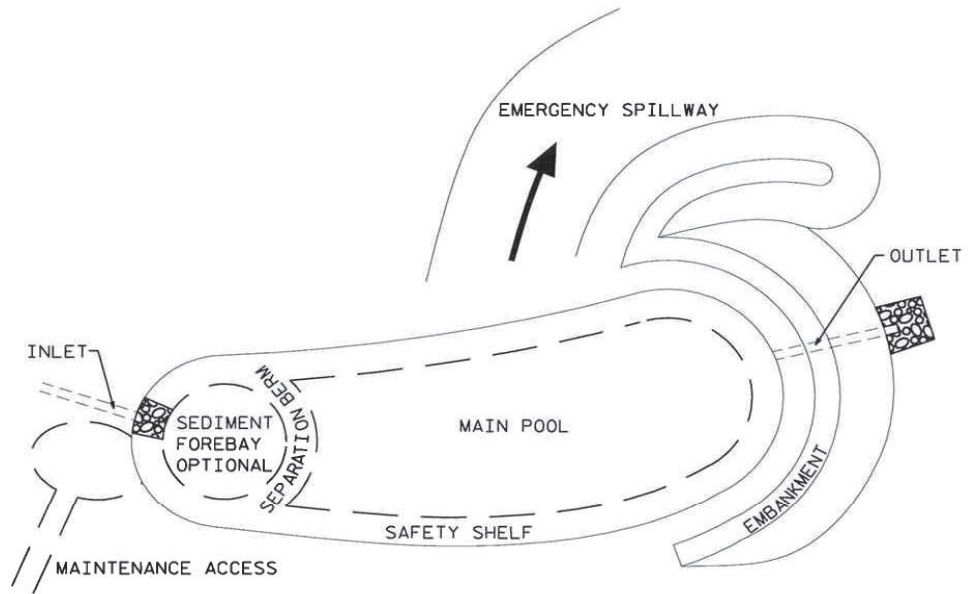 EMERGENCY SPILLWAY
OUTLET
INLET
SEPARATION BERM
SEDIMENT
FOREBAY
OPTIONAL
MAIN POOL
EMBANKMENT
SAFETY SHELF
MAINTENANCE ACCESS